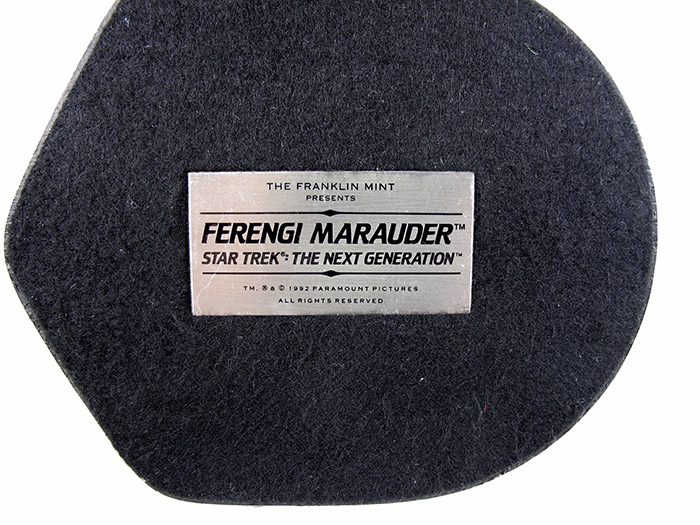 THE FRANKLIN MINT
PRESENTS
FERENGI MARAUDER™
STAR TREK®: THE NEXT GENERATION™
TM, ® & © 1992 PARAMOUNT PICTURES.
ALL RIGHTS RESERVED